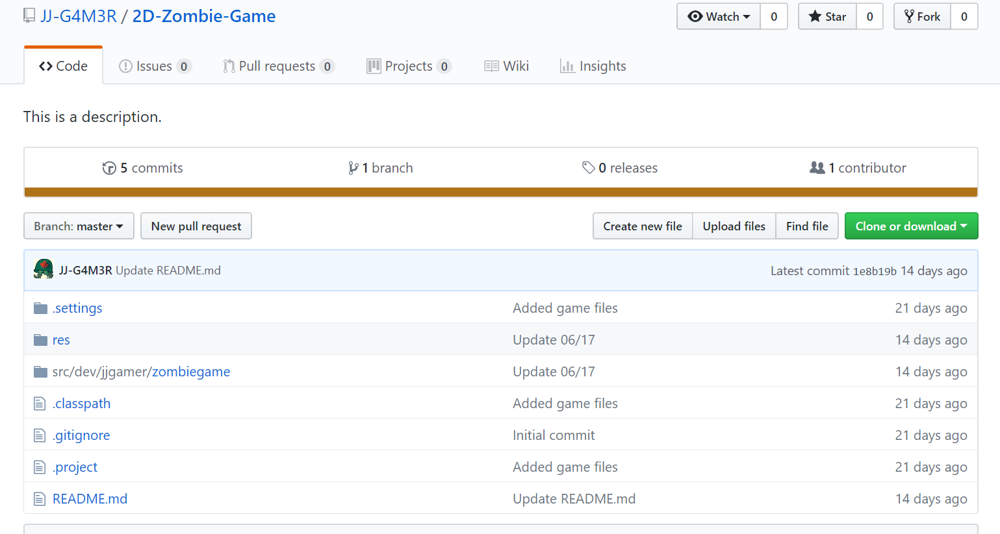 JJ-G4M3R / 2D-Zombie-Game Watch 0 Star 0 Fork 0
Code Issues 0 Pull requests 0 Projects 0 Wiki Insights
This is a description.
5 commits 1 branch 0 releases 1 contributor
Branch: master New pull request Create new file Upload files Find file Clone or download
JJ-G4M3R Update README.md Latest commit 1e8b19b 14 days ago
.settings Added game files 21 days ago
res Update 06/17 14 days ago
src/dev/jjgamer/zombiegame Update 06/17 14 days ago
.classpath Added game files 21 days ago
.gitignore Initial commit 21 days ago
.project Added game files 21 days ago
README.md Update README.md 14 days ago